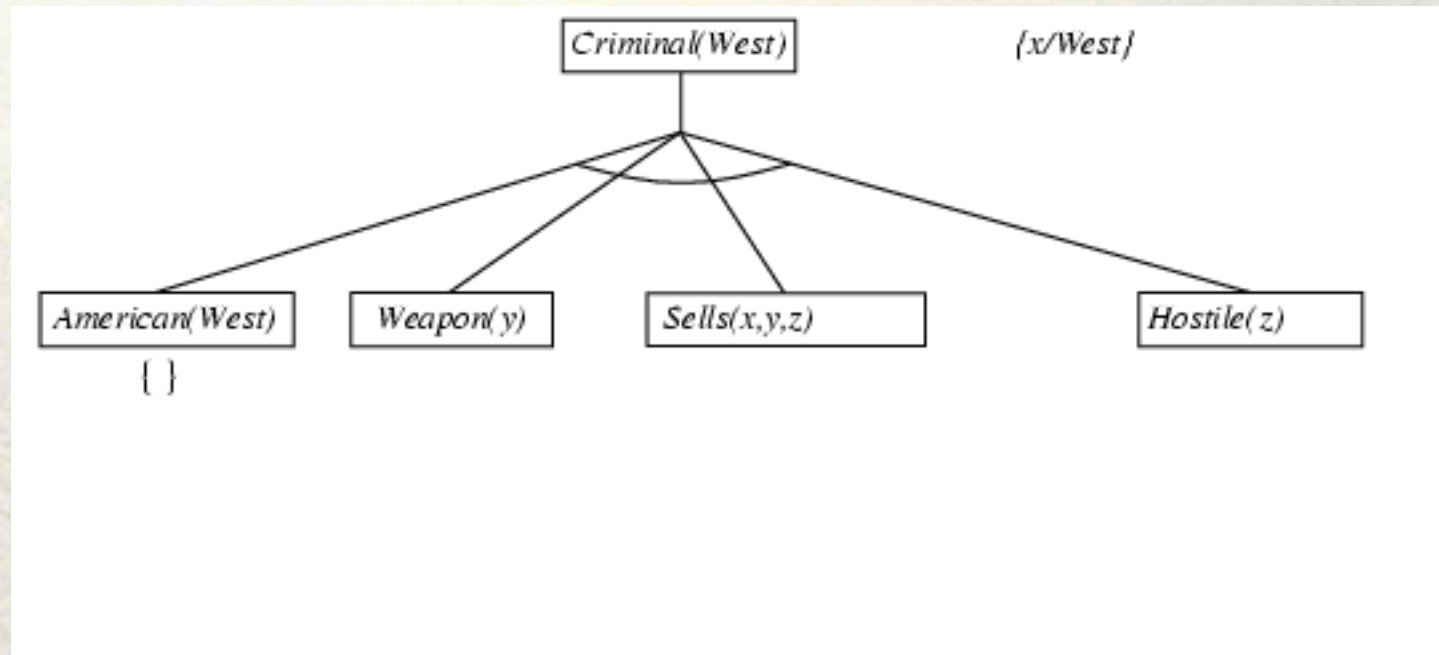 Criminal(West) {x/West}
American(West) Weapon(y) Sells(x,y,z) Hostile(z)
{ }